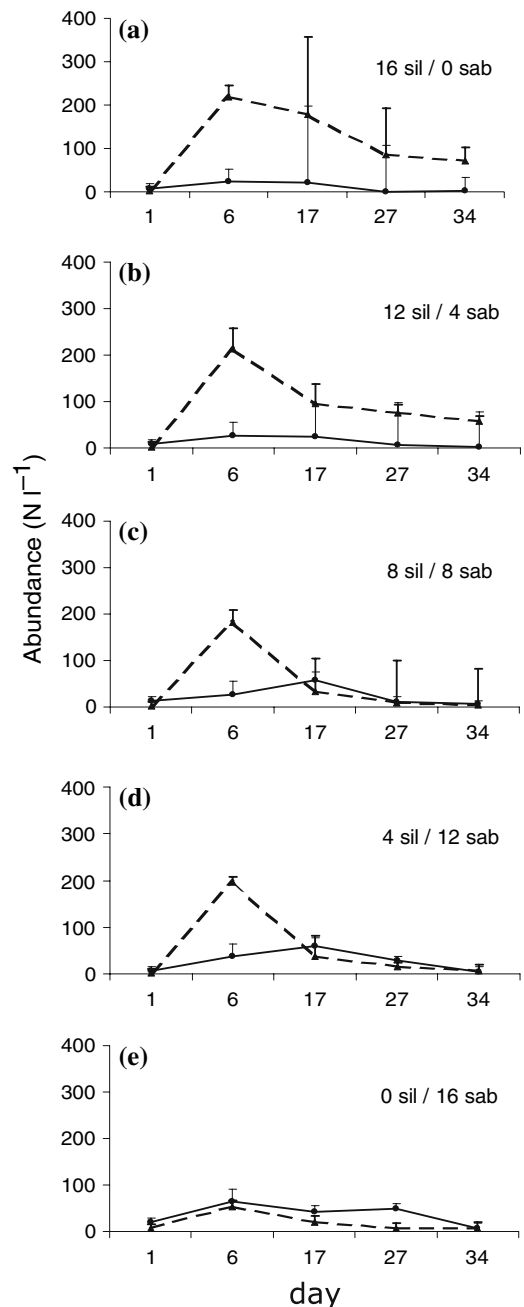 (a)
16 sil / 0 sab
400
300
200
100
0
1 6 17 27 34
(b)
12 sil / 4 sab
400
300
200
100
0
1 6 17 27 34
Abundance (N l⁻¹)
(c)
8 sil / 8 sab
400
300
200
100
0
1 6 17 27 34
(d)
4 sil / 12 sab
400
300
200
100
0
1 6 17 27 34
(e)
0 sil / 16 sab
400
300
200
100
0
1 6 17 27 34
day